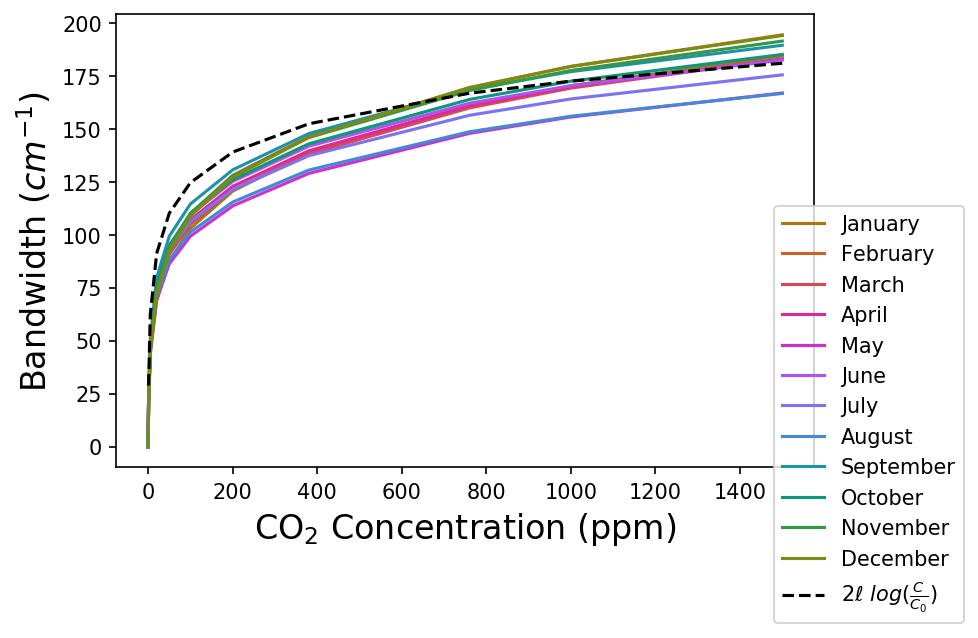 200
175
150
125
100
75
50
25
0
Bandwidth (cm⁻¹)
0 200 400 600 800 1000 1200 1400
CO₂ Concentration (ppm)
January
February
March
April
May
June
July
August
September
October
November
December
2ℓ log(C/C₀)